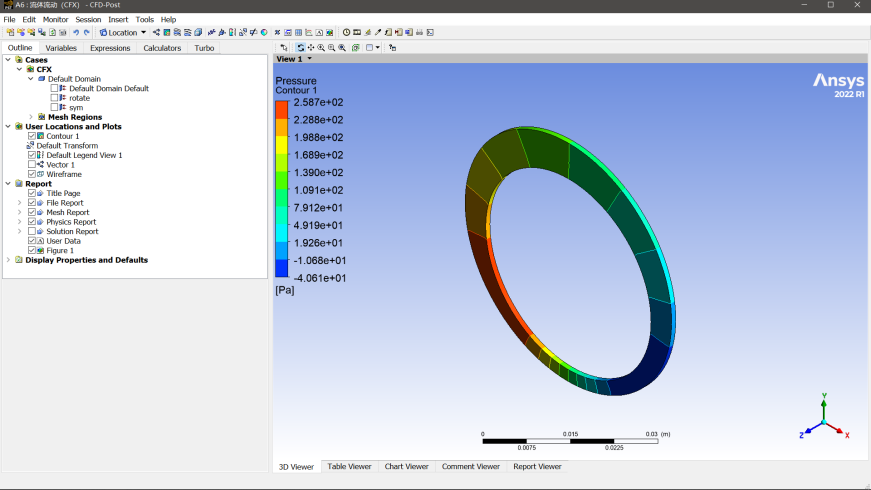 A6 : 流体流动 (CFX) - CFD-Post
File Edit Monitor Session Insert Tools Help
Location
Outline Variables Expressions Calculators Turbo
Cases
CFX
Default Domain
Default Domain Default
rotate
sym
Mesh Regions
User Locations and Plots
Contour 1
Default Transform
Default Legend View 1
Vector 1
Wireframe
Report
Title Page
File Report
Mesh Report
Physics Report
Solution Report
User Data
Figure 1
Display Properties and Defaults
View 1
Pressure
Contour 1
2.587e+02
2.288e+02
1.988e+02
1.689e+02
1.390e+02
1.091e+02
7.912e+01
4.919e+01
1.926e+01
-1.068e+01
-4.061e+01
[Pa]
Ansys
2022 R1
0 0.015 0.03 (m)
0.0075 0.0225
Y
Z X
3D Viewer Table Viewer Chart Viewer Comment Viewer Report Viewer